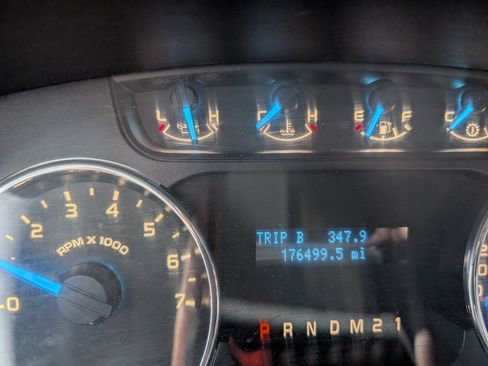 L H C H E F C
0 2 3 4 5 6 7
RPM X 1000
TRIP B 347.9
176499.5 mi
P R N D M 2 1